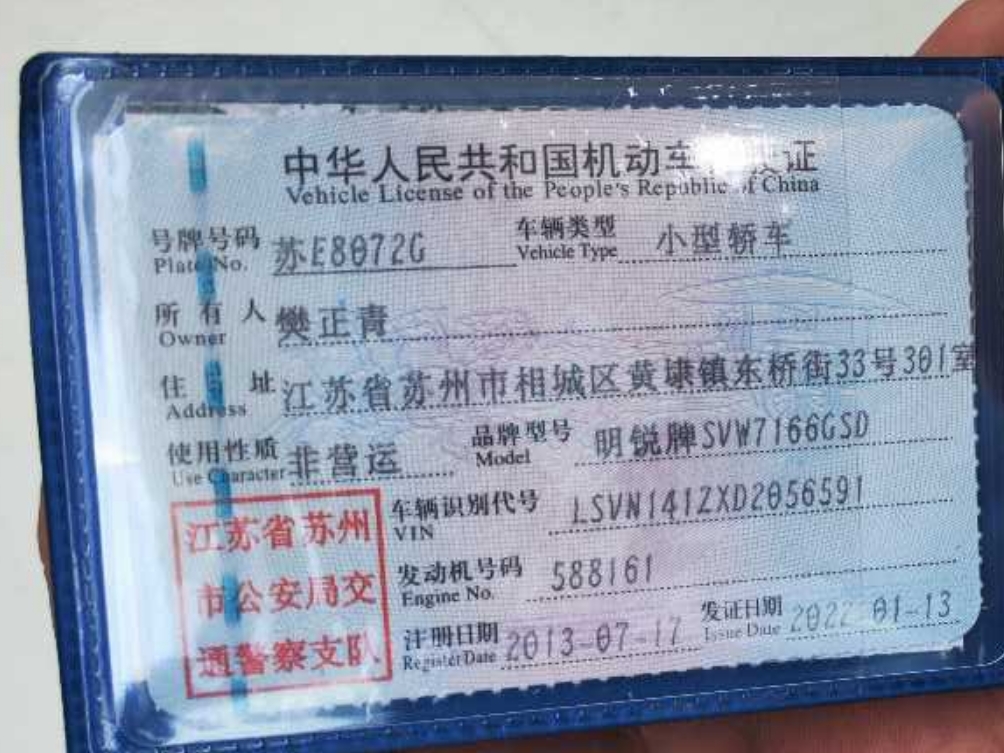 中华人民共和国机动车行驶证
Vehicle License of the People's Republic of China
号牌号码 苏E8072G 车辆类型 小型轿车
Plate No. Vehicle Type
所有人 樊正青
Owner
住址 江苏省苏州市相城区黄埭镇东桥街33号301室
Address
使用性质 非营运 品牌型号 明锐牌SVW7166GSD
Use Character Model
江苏省苏州
市公安局交
通警察支队
车辆识别代号 LSVN141ZXD2056591
VIN
发动机号码 588161
Engine No.
注册日期 2013-07-17 发证日期 2022-01-13
Register Date Issue Date